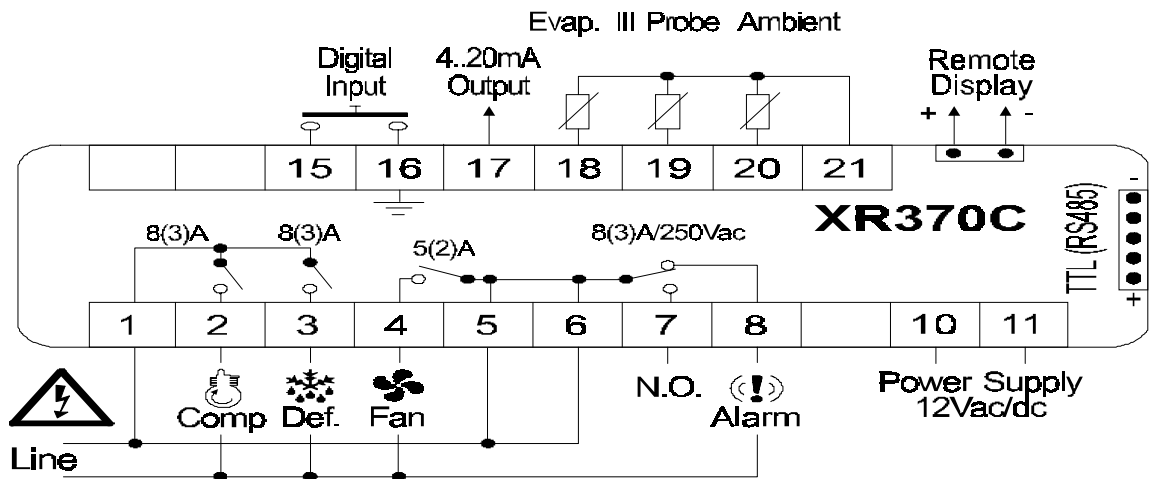 Evap. III Probe Ambient
Digital Input
4..20mA Output
Remote Display
+ -
15 16 17 18 19 20 21
XR370C
TTL (RS485)
- +
8(3)A 8(3)A 5(2)A 8(3)A/250Vac
1 2 3 4 5 6 7 8 10 11
Comp Def. Fan
N.O.
Alarm
Power Supply
12Vac/dc
Line